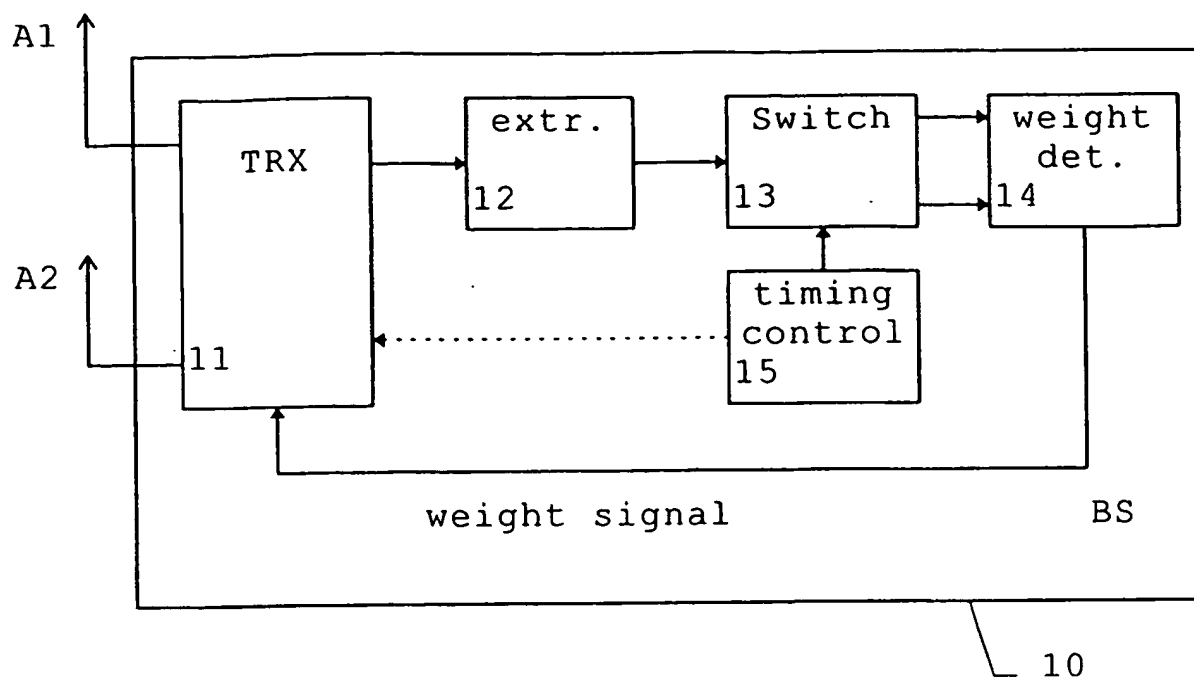 A1
TRX
11
extr.
12
Switch
13
weight
det.
14
A2
timing
control
15
weight signal
BS
10